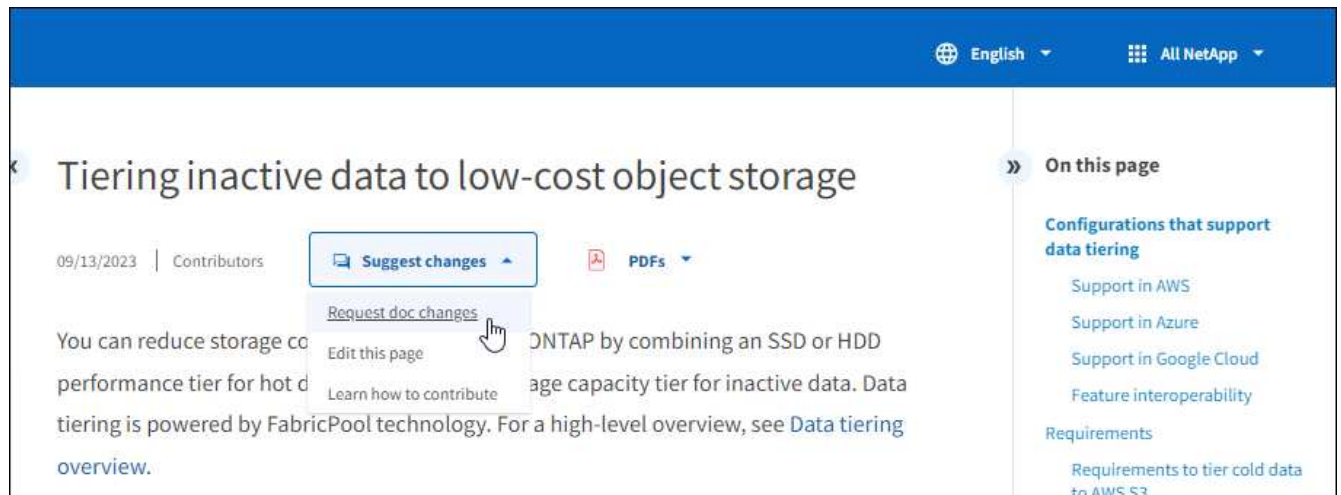 English
All NetApp
Tiering inactive data to low-cost object storage
09/13/2023 | Contributors
Suggest changes
PDFs
Request doc changes
Edit this page
Learn how to contribute
You can reduce storage co ONTAP by combining an SSD or HDD
performance tier for hot d age capacity tier for inactive data. Data
tiering is powered by FabricPool technology. For a high-level overview, see Data tiering
overview.
On this page
Configurations that support
data tiering
Support in AWS
Support in Azure
Support in Google Cloud
Feature interoperability
Requirements
Requirements to tier cold data
to AWS S3